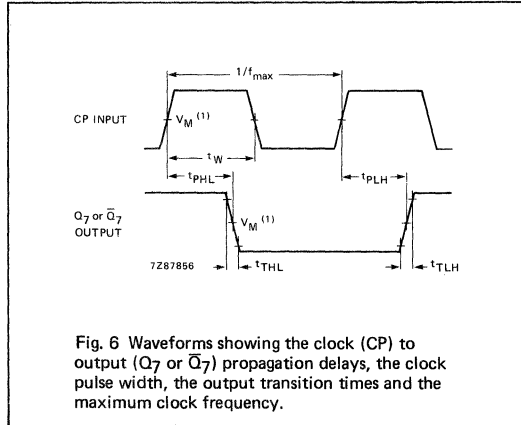 1/fmax
CP INPUT
VM (1)
tW
tPHL
tPLH
Q7 or Q̅7
OUTPUT
VM (1)
7Z87856
tTHL
tTLH
Fig. 6 Waveforms showing the clock (CP) to
output (Q7 or Q̅7) propagation delays, the clock
pulse width, the output transition times and the
maximum clock frequency.